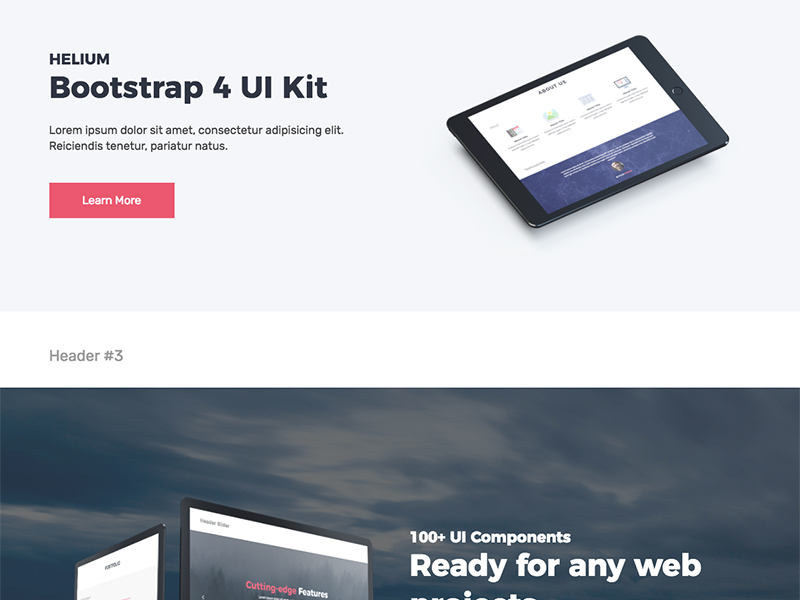 HELIUM
Bootstrap 4 UI Kit
Lorem ipsum dolor sit amet, consectetur adipisicing elit.
Reiciendis tenetur, pariatur natus.
ABOUT US
Learn More
Header #3
Header Slider
100+ UI Components
Ready for any web
projects
PORTFOLIO
Cutting-edge Features